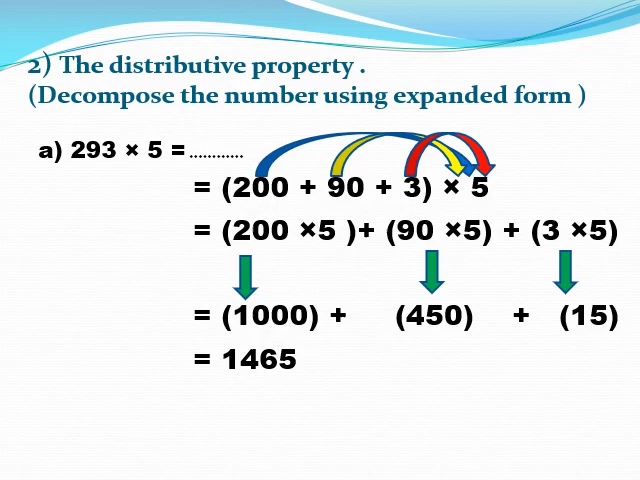 2) The distributive property .
(Decompose the number using expanded form )
a) 293 × 5 = ............
= (200 + 90 + 3) × 5
= (200 ×5 )+ (90 ×5) + (3 ×5)
= (1000) + (450) + (15)
= 1465